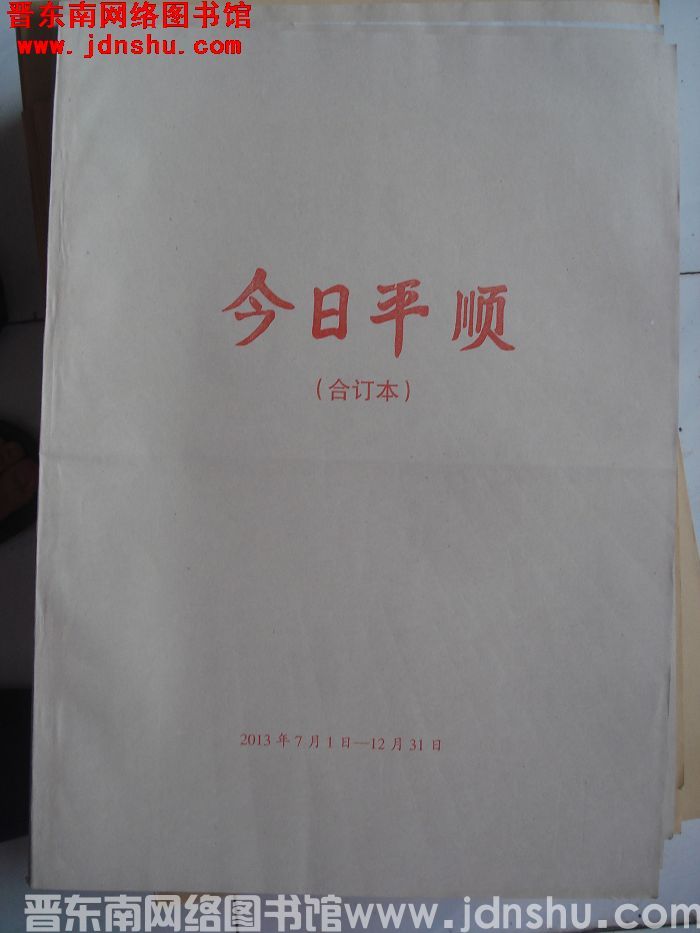 晋东南网络图书馆
www.jdnshu.com
今日平顺
（合订本）
2013年7月1日—12月31日
晋东南网络图书馆www.jdnshu.com